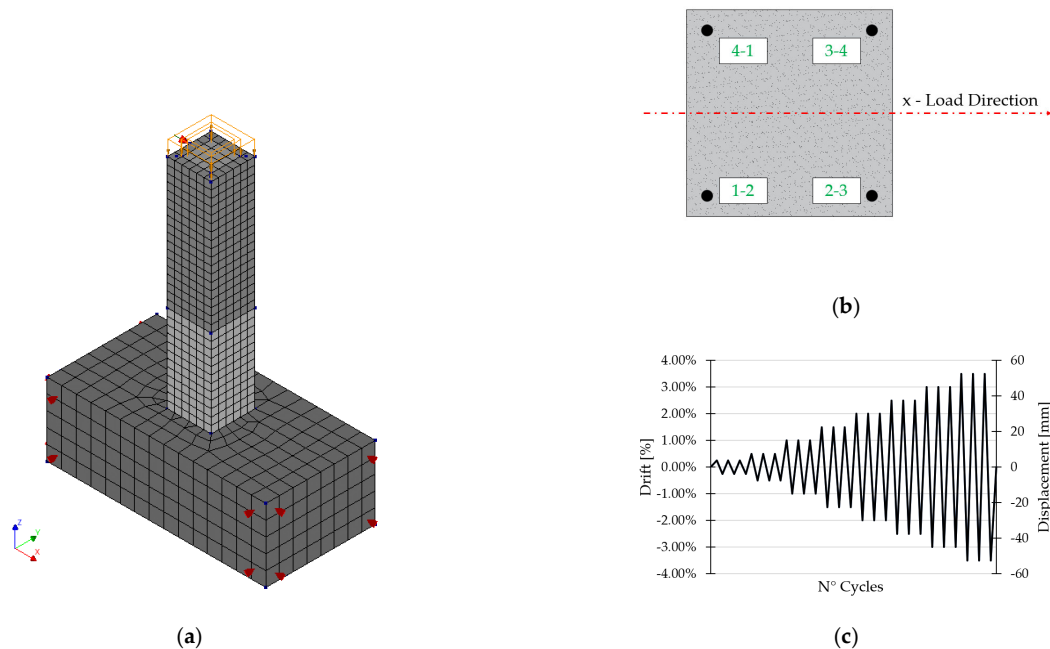 Z
Y
X
(a)
4-1
3-4
x - Load Direction
1-2
2-3
(b)
4.00%
3.00%
2.00%
1.00%
0.00%
-1.00%
-2.00%
-3.00%
-4.00%
Drift [%]
60
40
20
0
-20
-40
-60
Displacement [mm]
N° Cycles
(c)